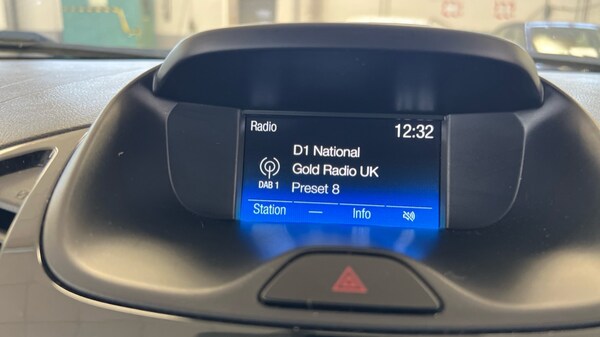 Radio 12:32
D1 National
Gold Radio UK
DAB 1 Preset 8
Station — Info